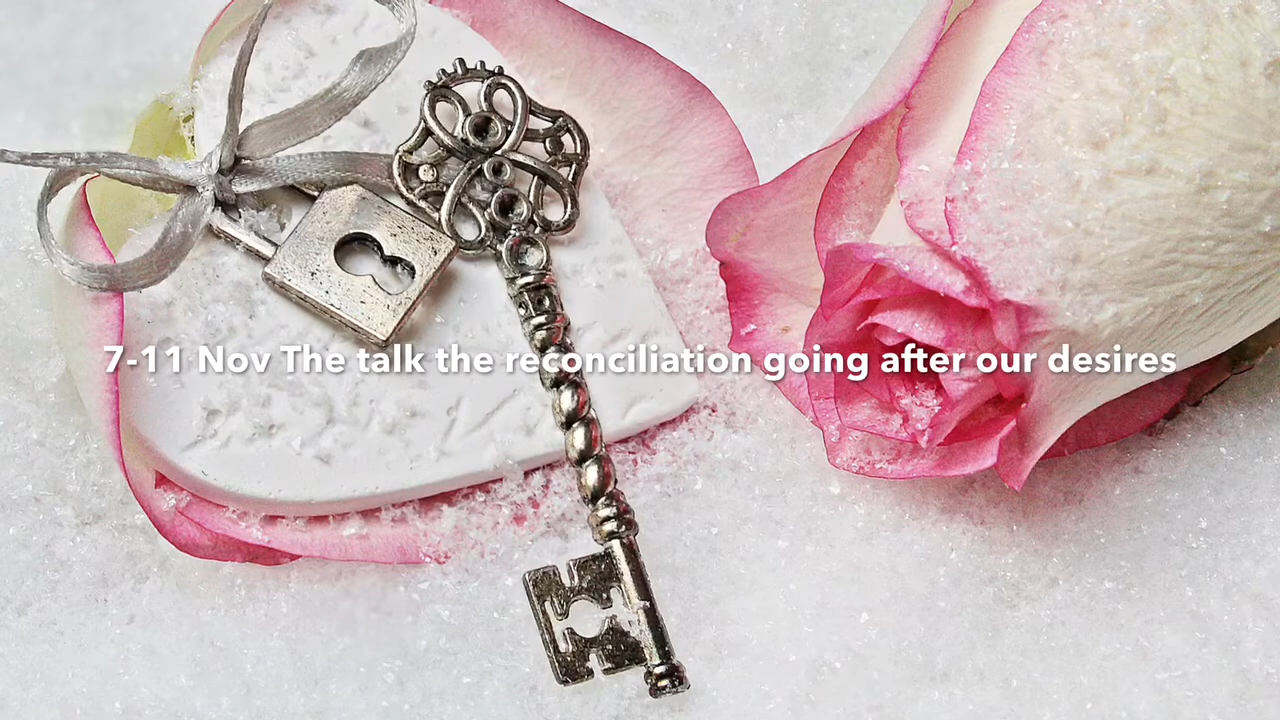 7-11 Nov The talk the reconciliation going after our desires